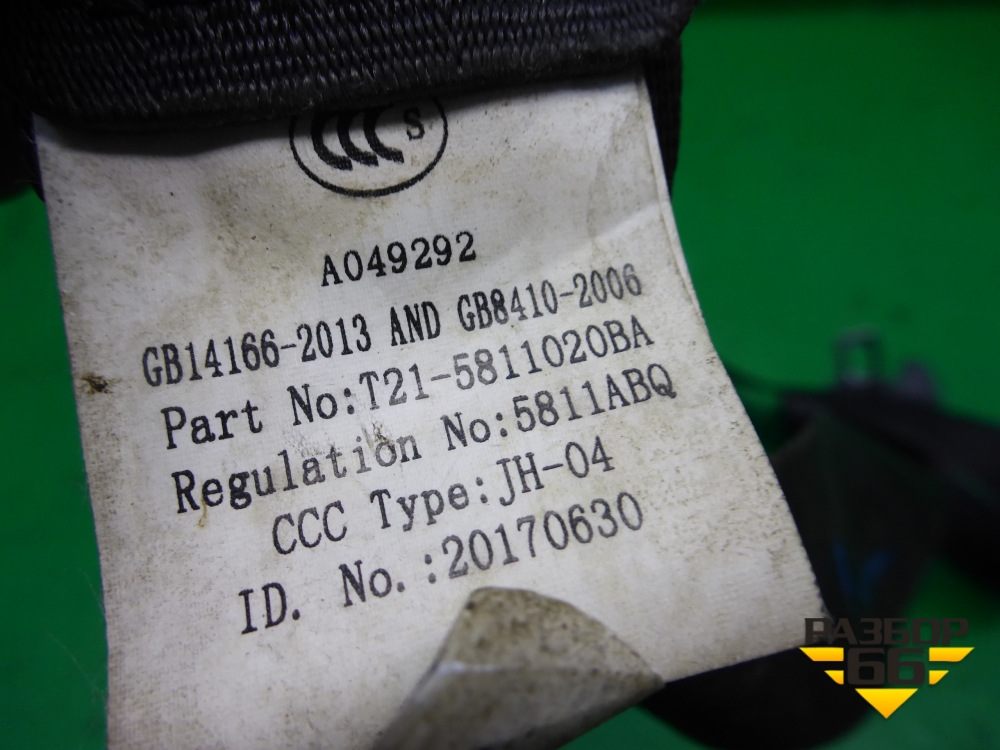 CCC S
A049292
GB14166-2013 AND GB8410-2006
Part No:T21-5811020BA
Regulation No:5811ABQ
CCC Type:JH-04
ID. No.:20170630
РАЗБОР
66